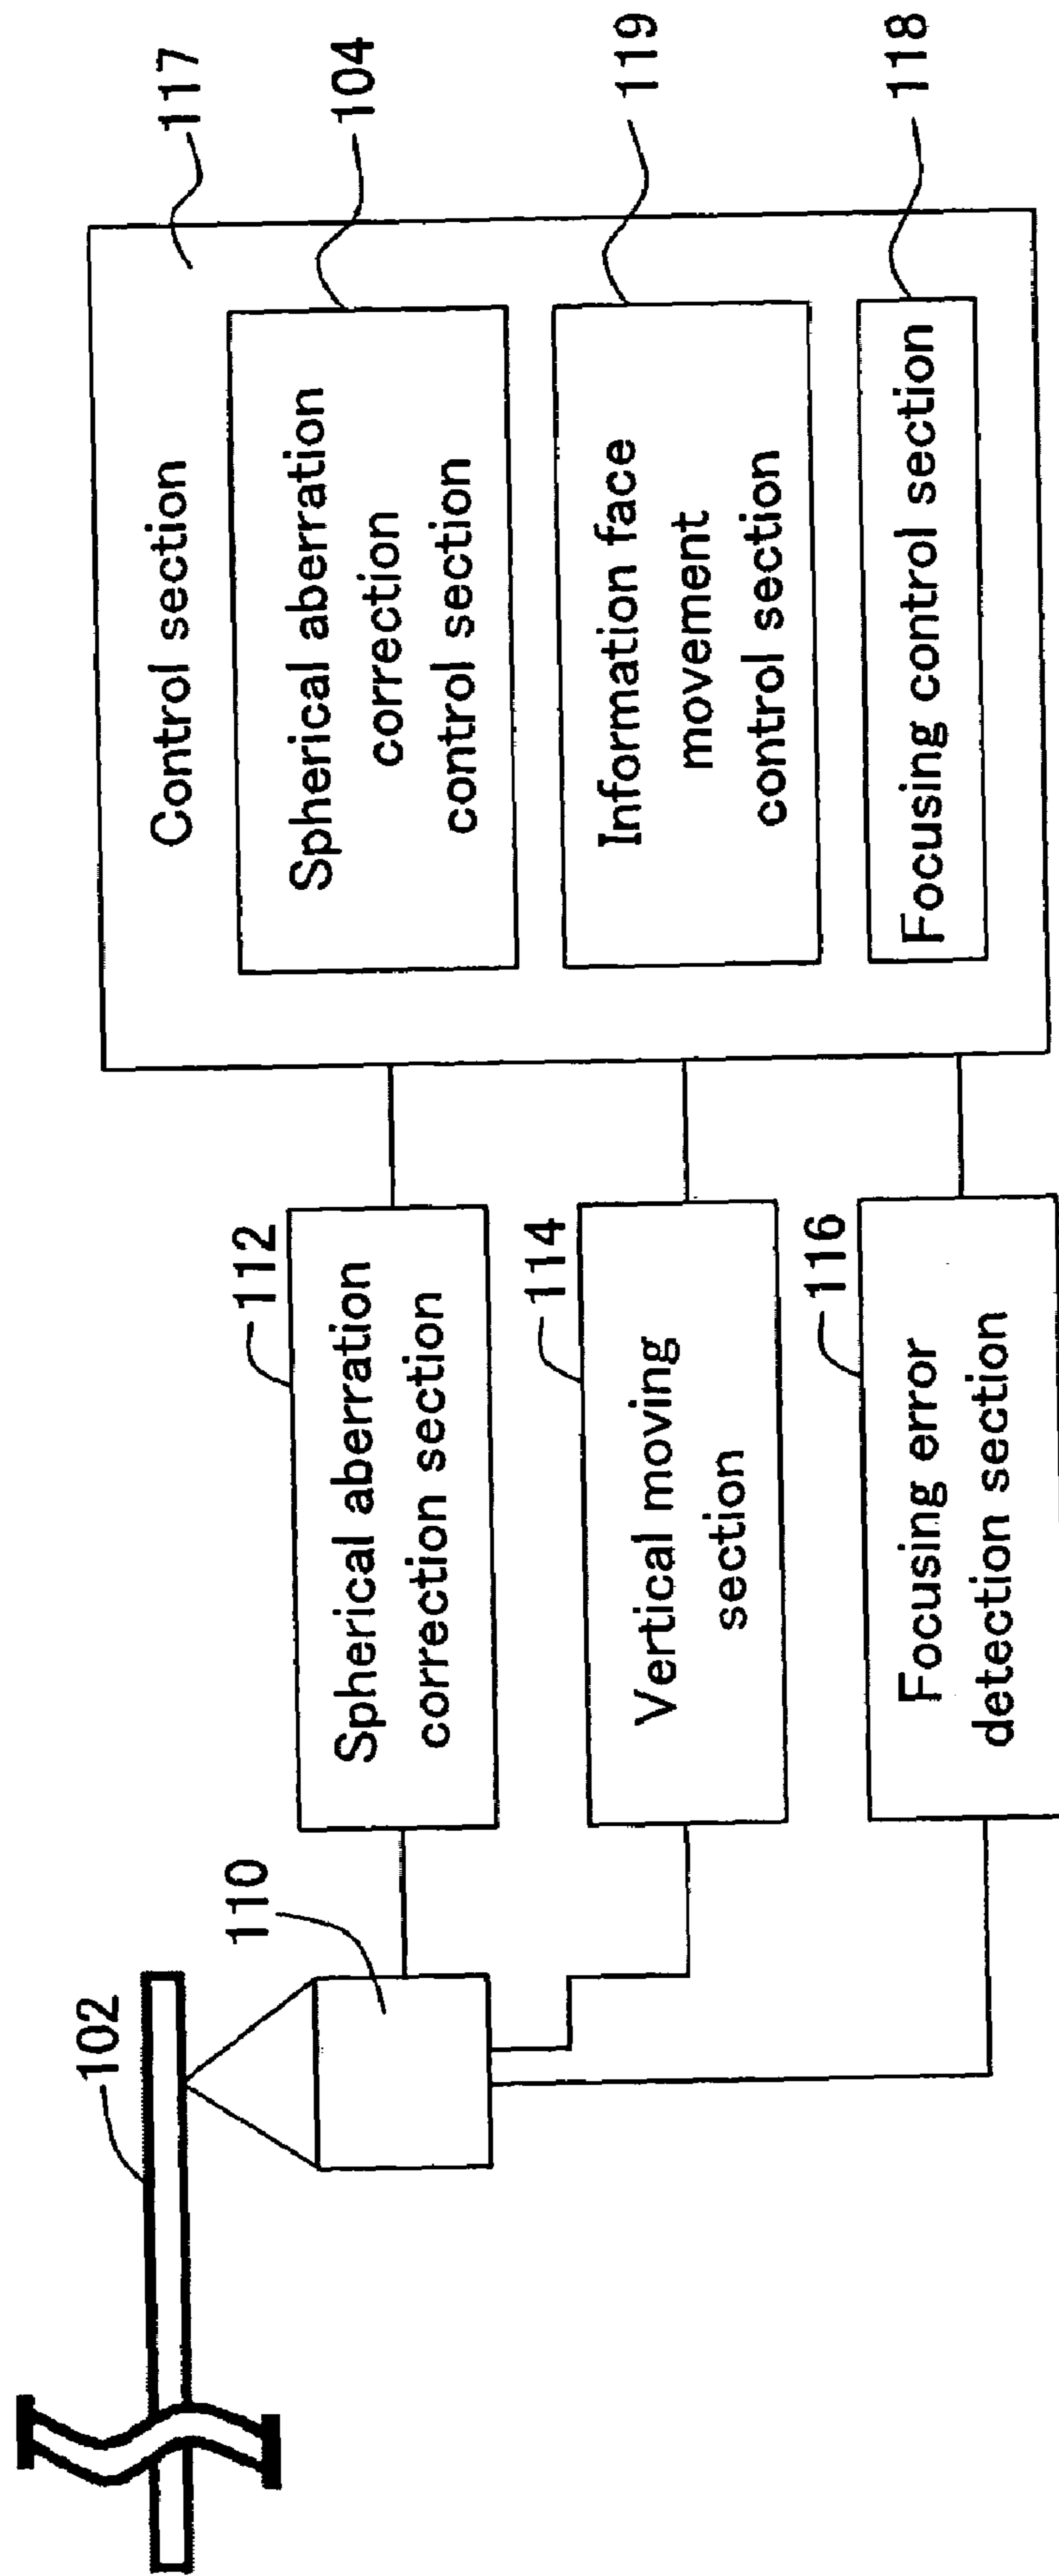 102
110
112
Spherical aberration
correction section
114
Vertical moving
section
116
Focusing error
detection section
117
Control section
104
Spherical aberration
correction
control section
119
Information face
movement
control section
118
Focusing control section